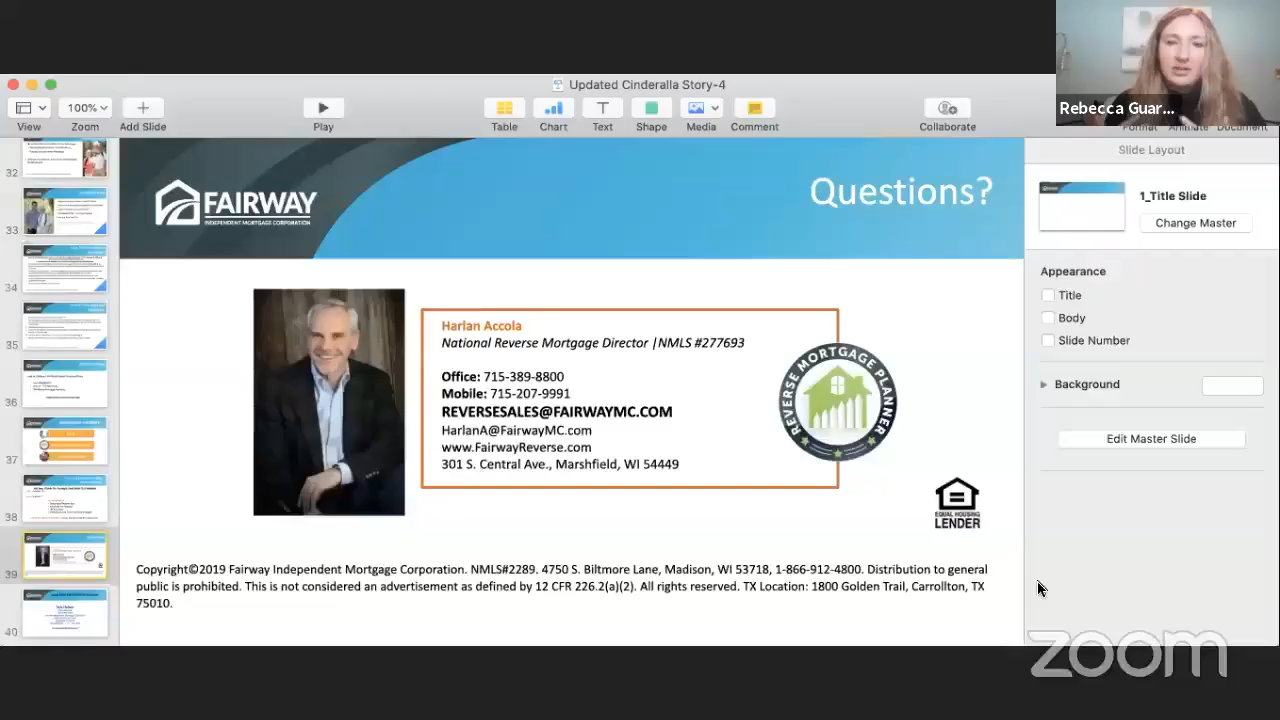 Updated Cinderalla Story-4
100%
View
Zoom
Add Slide
Play
Table
Chart
Text
Shape
Media
Comment
Collaborate
Format
Animate
Document
Rebecca Guar...
Slide Layout
1_Title Slide
Change Master
Appearance
Title
Body
Slide Number
Background
Edit Master Slide
32
33
34
35
36
37
38
39
40
FAIRWAY
INDEPENDENT MORTGAGE CORPORATION
Questions?
Harlan Accola
National Reverse Mortgage Director |NMLS #277693
Office: 715-389-8800
Mobile: 715-207-9991
REVERSESALES@FAIRWAYMC.COM
HarlanA@FairwayMC.com
www.FairwayReverse.com
301 S. Central Ave., Marshfield, WI 54449
REVERSE MORTGAGE PLANNER
EQUAL HOUSING
LENDER
Copyright©2019 Fairway Independent Mortgage Corporation. NMLS#2289. 4750 S. Biltmore Lane, Madison, WI 53718, 1-866-912-4800. Distribution to general
public is prohibited. This is not considered an advertisement as defined by 12 CFR 226.2(a)(2). All rights reserved. TX Location: 1800 Golden Trail, Carrollton, TX
75010.
zoom